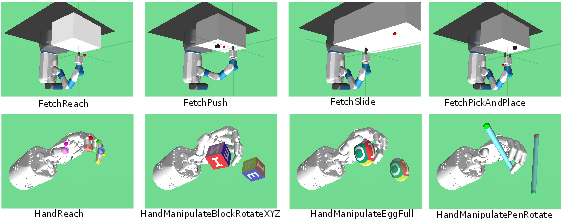 FetchReach
FetchPush
FetchSlide
FetchPickAndPlace
HandReach
HandManipulateBlockRotateXYZ
HandManipulateEggFull
HandManipulatePenRotate